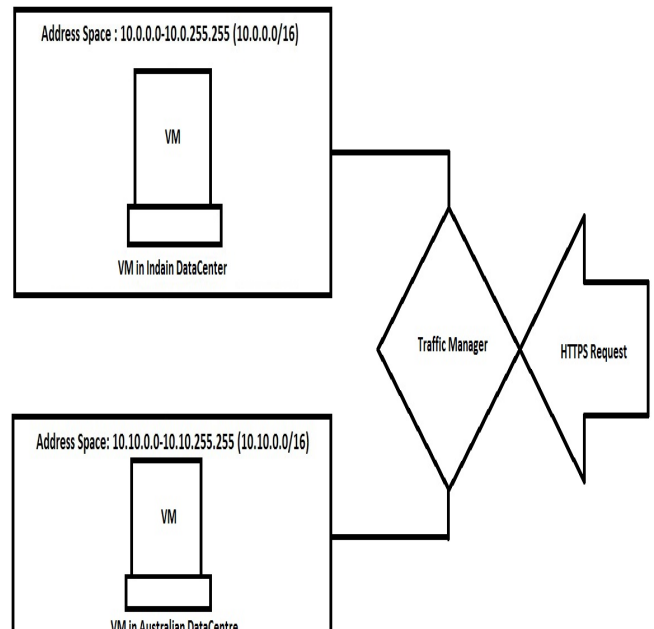 Address Space : 10.0.0.0-10.0.255.255 (10.0.0.0/16)
VM
VM in Indain DataCenter
Traffic Manager
HTTPS Request
Address Space: 10.10.0.0-10.10.255.255 (10.10.0.0/16)
VM
VM in Australian DataCentre